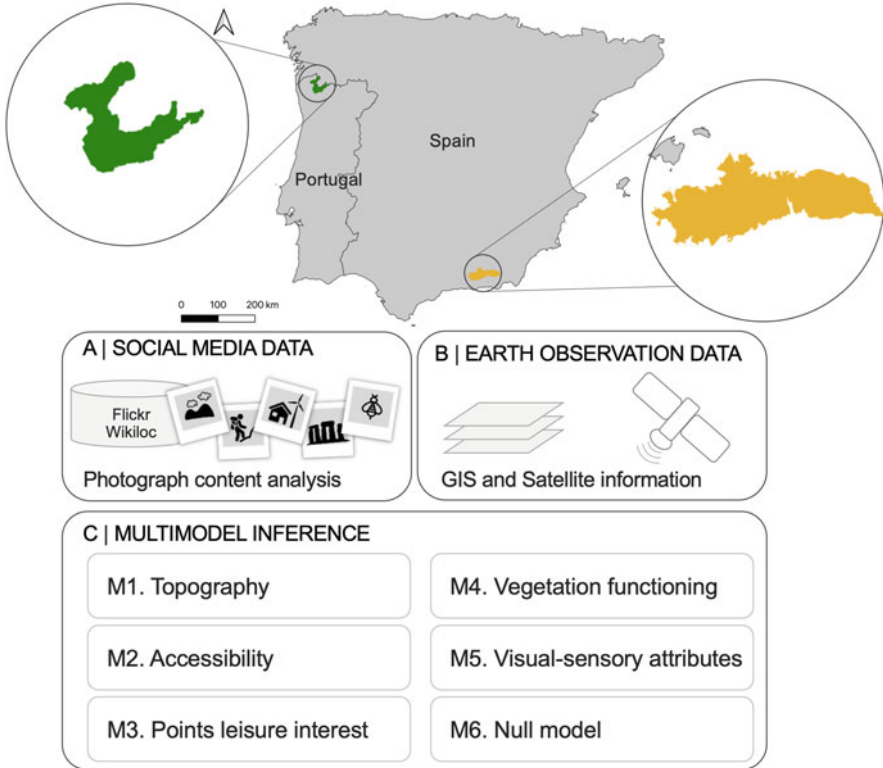 Spain
Portugal
0 100 200 km
A | SOCIAL MEDIA DATA
Flickr
Wikiloc
Photograph content analysis
B | EARTH OBSERVATION DATA
GIS and Satellite information
C | MULTIMODEL INFERENCE
M1. Topography
M2. Accessibility
M3. Points leisure interest
M4. Vegetation functioning
M5. Visual-sensory attributes
M6. Null model